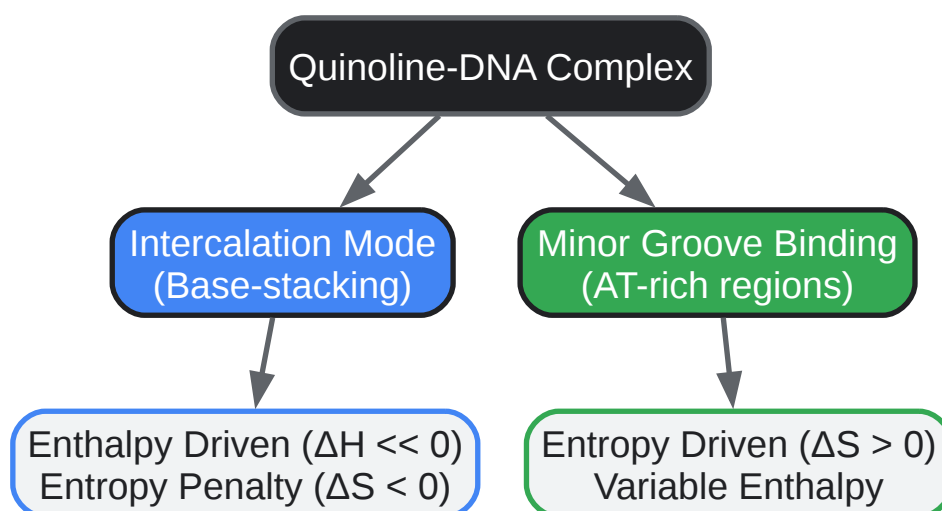 Quinoline-DNA Complex
Intercalation Mode
(Base-stacking)
Minor Groove Binding
(AT-rich regions)
Enthalpy Driven (ΔH << 0)
Entropy Penalty (ΔS < 0)
Entropy Driven (ΔS > 0)
Variable Enthalpy